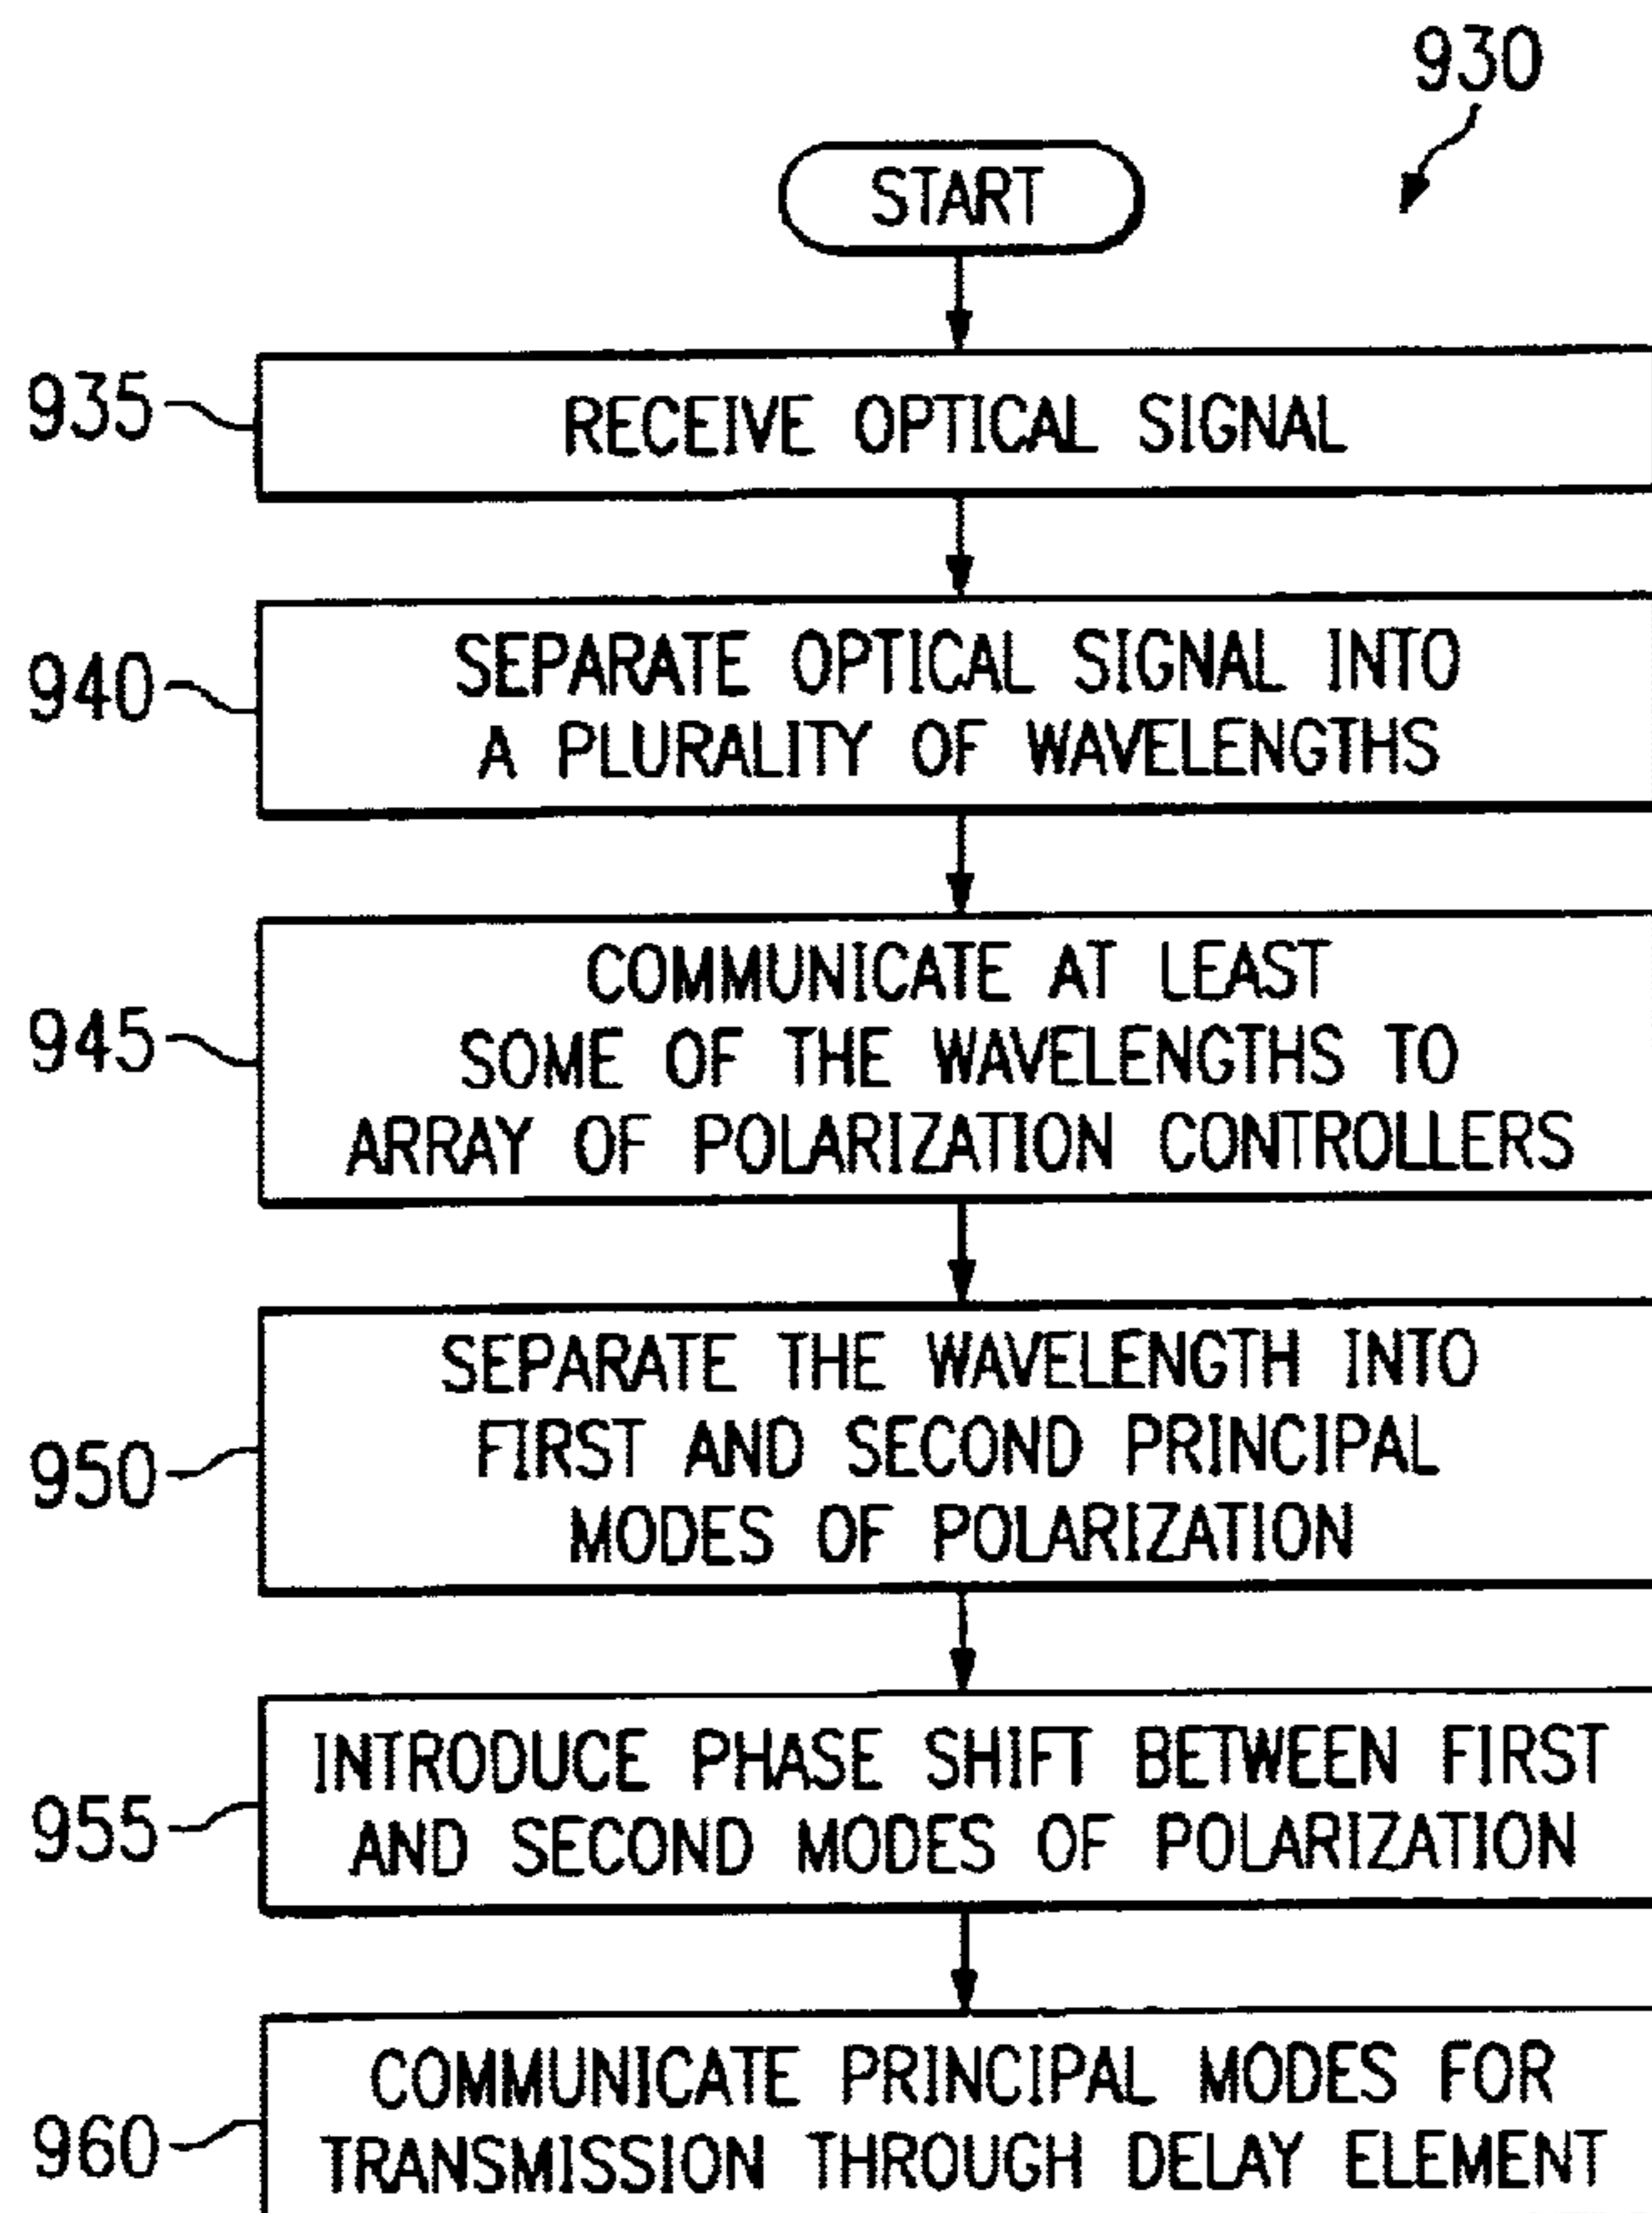 930
START
935
RECEIVE OPTICAL SIGNAL
940
SEPARATE OPTICAL SIGNAL INTO
A PLURALITY OF WAVELENGTHS
945
COMMUNICATE AT LEAST
SOME OF THE WAVELENGTHS TO
ARRAY OF POLARIZATION CONTROLLERS
950
SEPARATE THE WAVELENGTH INTO
FIRST AND SECOND PRINCIPAL
MODES OF POLARIZATION
955
INTRODUCE PHASE SHIFT BETWEEN FIRST
AND SECOND MODES OF POLARIZATION
960
COMMUNICATE PRINCIPAL MODES FOR
TRANSMISSION THROUGH DELAY ELEMENT